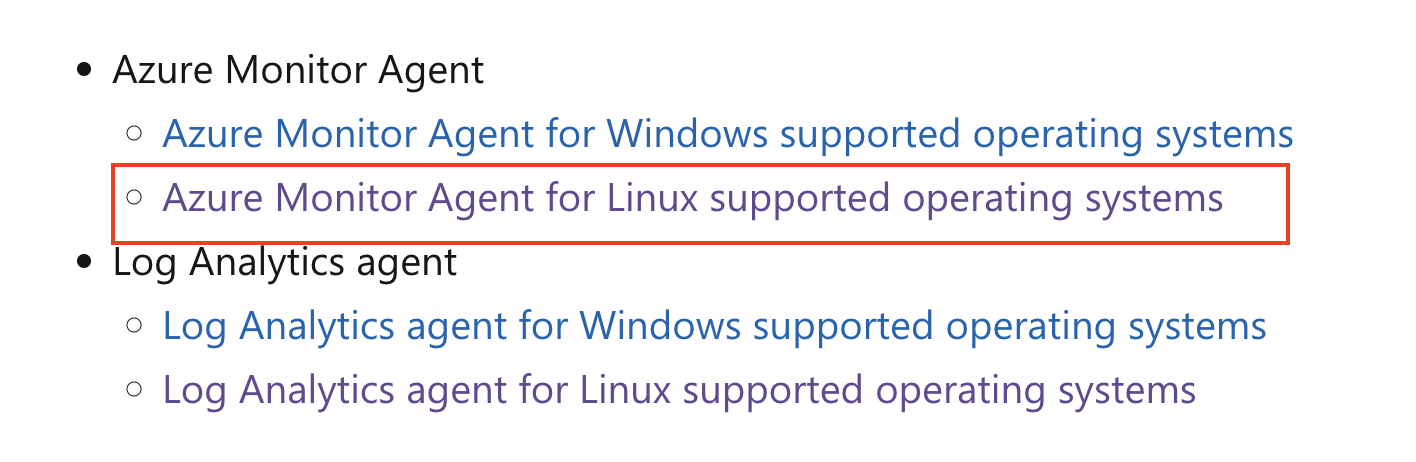 Azure Monitor Agent
Azure Monitor Agent for Windows supported operating systems
Azure Monitor Agent for Linux supported operating systems
Log Analytics agent
Log Analytics agent for Windows supported operating systems
Log Analytics agent for Linux supported operating systems